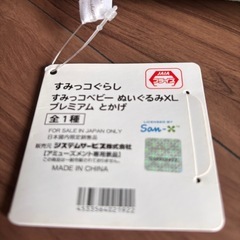 JAIA
すみっコぐらし
すみっコベビー ぬいぐるみXL
プレミアム とかげ
全1種
FOR SALE IN JAPAN ONLY
日本国内限定販売品
San-X
販売元 システムサービス株式会社
【アミューズメント専用景品】
MADE IN CHINA